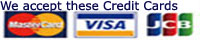 We accept these Credit Cards
MasterCard VISA JCB